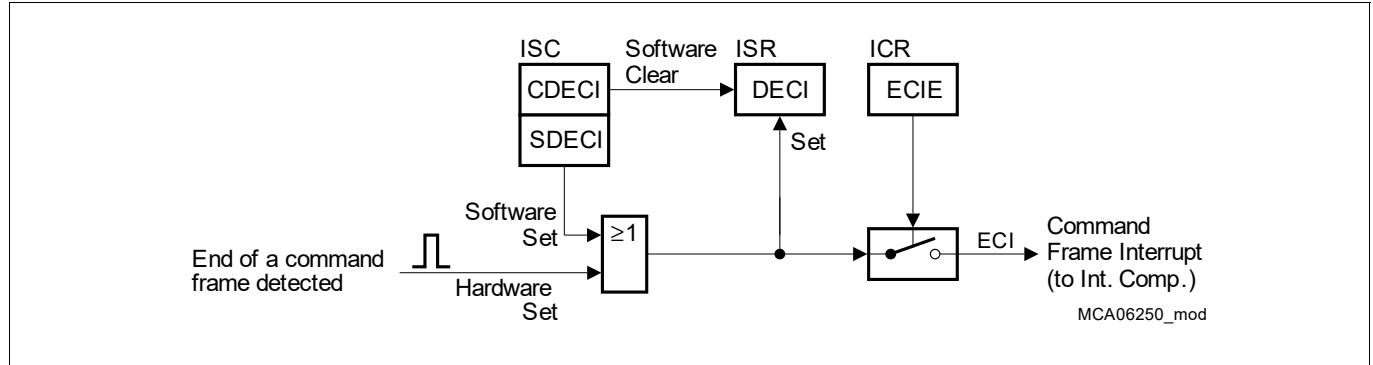 ISC
Software
Clear
ISR
ICR
CDECI
DECI
ECIE
SDECI
Set
Software
Set
≥1
End of a command
frame detected
Hardware
Set
ECI
Command
Frame Interrupt
(to Int. Comp.)
MCA06250_mod